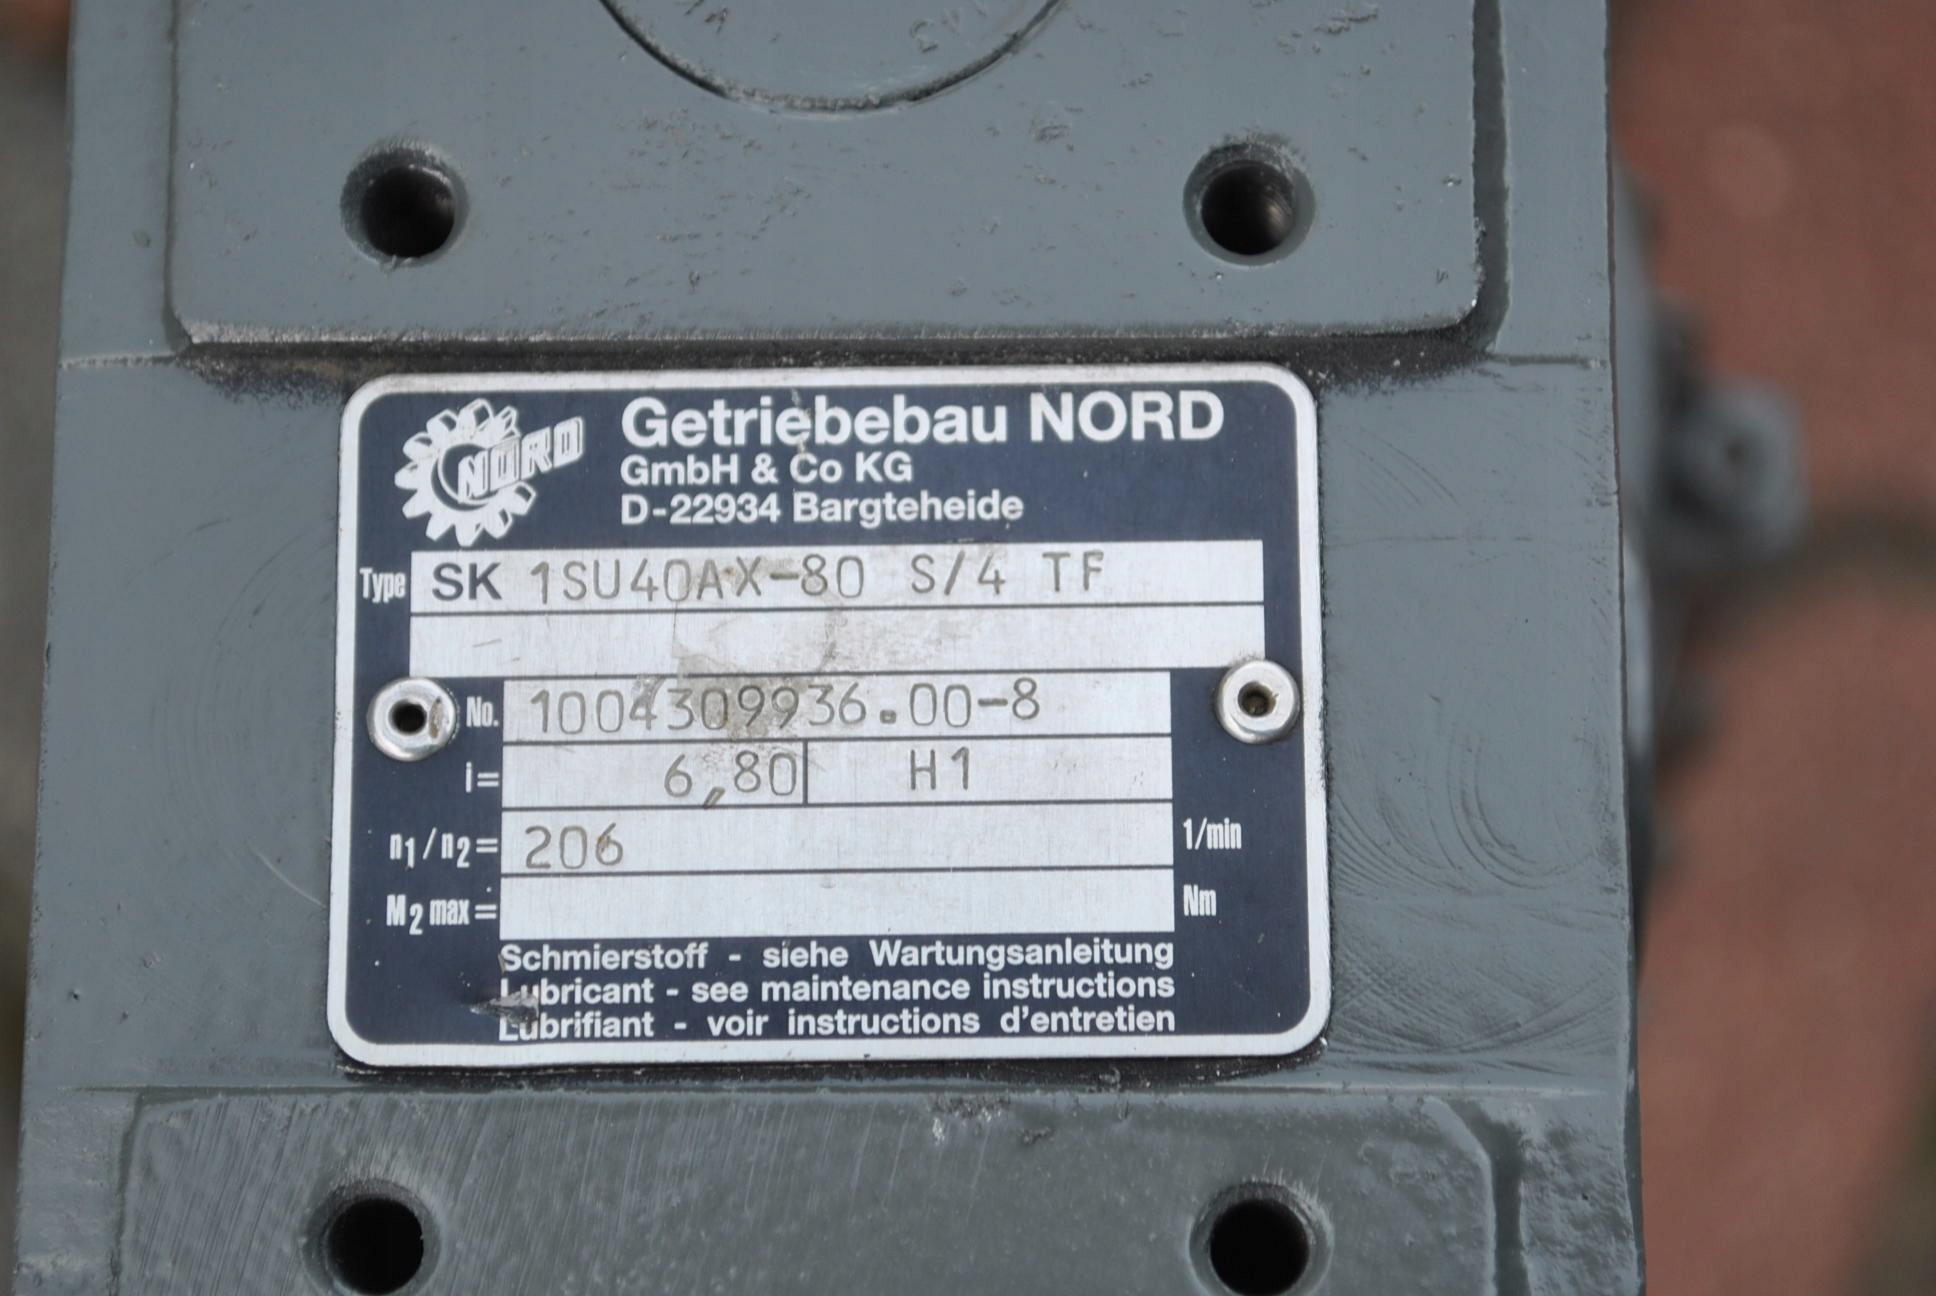 NORD
Getriebebau NORD
GmbH & Co KG
D-22934 Bargteheide
Type SK 1SU40AX-80 S/4 TF
No. 1004309936.00-8
i= 6,80 H1
n1/n2= 206 1/min
M2 max= Nm
Schmierstoff - siehe Wartungsanleitung
Lubricant - see maintenance instructions
Lubrifiant - voir instructions d'entretien